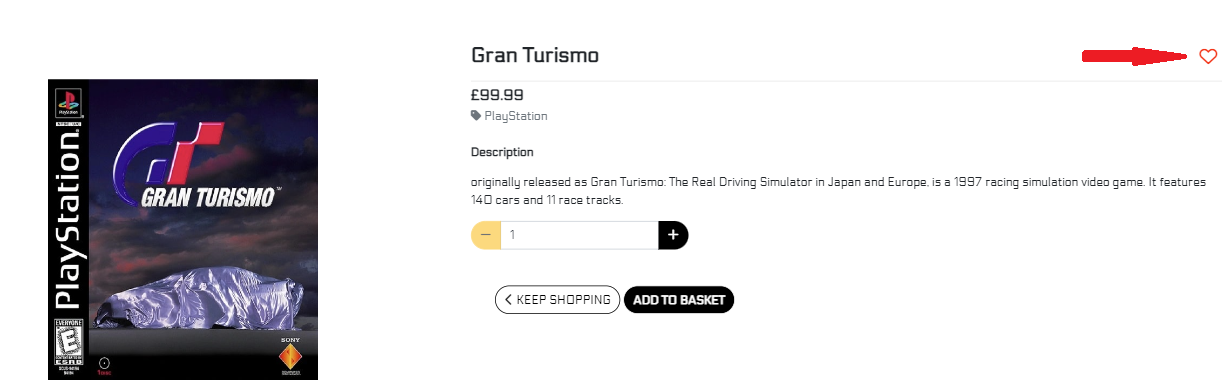 Gran Turismo
£99.99
PlayStation
Description
originally released as Gran Turismo: The Real Driving Simulator in Japan and Europe, is a 1997 racing simulation video game. It features
140 cars and 11 race tracks.
1
KEEP SHOPPING
ADD TO BASKET
PlayStation
PlayStation
GRAN TURISMO™
EVERYONE
E
ESRB
SONY